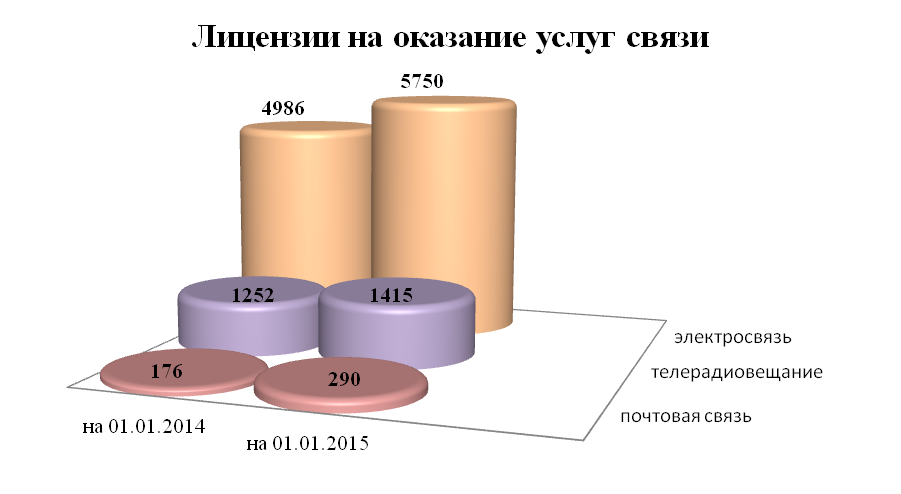 Лицензии на оказание услуг связи
5750
4986
1252
1415
электросвязь
телерадиовещание
176
290
почтовая связь
на 01.01.2014
на 01.01.2015